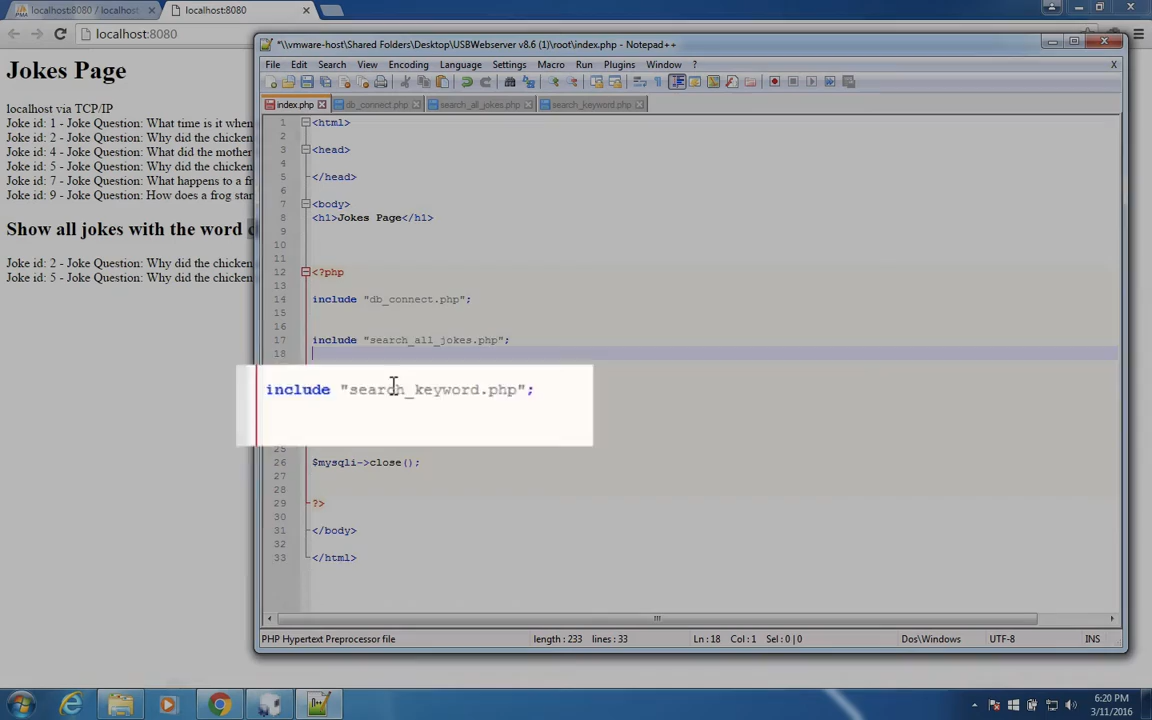 localhost:8080 / localhost
localhost:8080
localhost:8080
Jokes Page
localhost via TCP/IP
Joke id: 1 - Joke Question: What time is it when
Joke id: 2 - Joke Question: Why did the chicken
Joke id: 4 - Joke Question: What did the mother
Joke id: 5 - Joke Question: Why did the chicken
Joke id: 7 - Joke Question: What happens to a
Joke id: 9 - Joke Question: How does a frog
Show all jokes with the word
Joke id: 2 - Joke Question: Why did the chicken
Joke id: 5 - Joke Question: Why did the chicken
*\\vmware-host\Shared Folders\Desktop\USBWebserver v8.6 (1)\root\index.php - Notepad++
File Edit Search View Encoding Language Settings Macro Run Plugins Window ? X
index.php db_connect.php search_all_jokes.php search_keyword.php
1 <html>
2
3 <head>
4
5 </head>
6
7 <body>
8 <h1>Jokes Page</h1>
9
10
11
12 <?php
13
14 include "db_connect.php";
15
16
17 include "search_all_jokes.php";
18
include "search_keyword.php";
25
26 $mysqli->close();
27
28
29 ?>
30
31 </body>
32
33 </html>
PHP Hypertext Preprocessor file length : 233 lines : 33 Ln : 18 Col : 1 Sel : 0 | 0 Dos\Windows UTF-8 INS
6:20 PM
3/11/2016